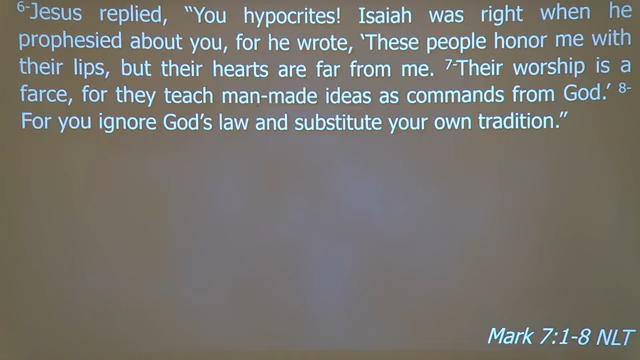 6-Jesus replied, “You hypocrites! Isaiah was right when he
prophesied about you, for he wrote, ‘These people honor me with
their lips, but their hearts are far from me. 7-Their worship is a
farce, for they teach man-made ideas as commands from God.’ 8-
For you ignore God’s law and substitute your own tradition.”
Mark 7:1-8 NLT